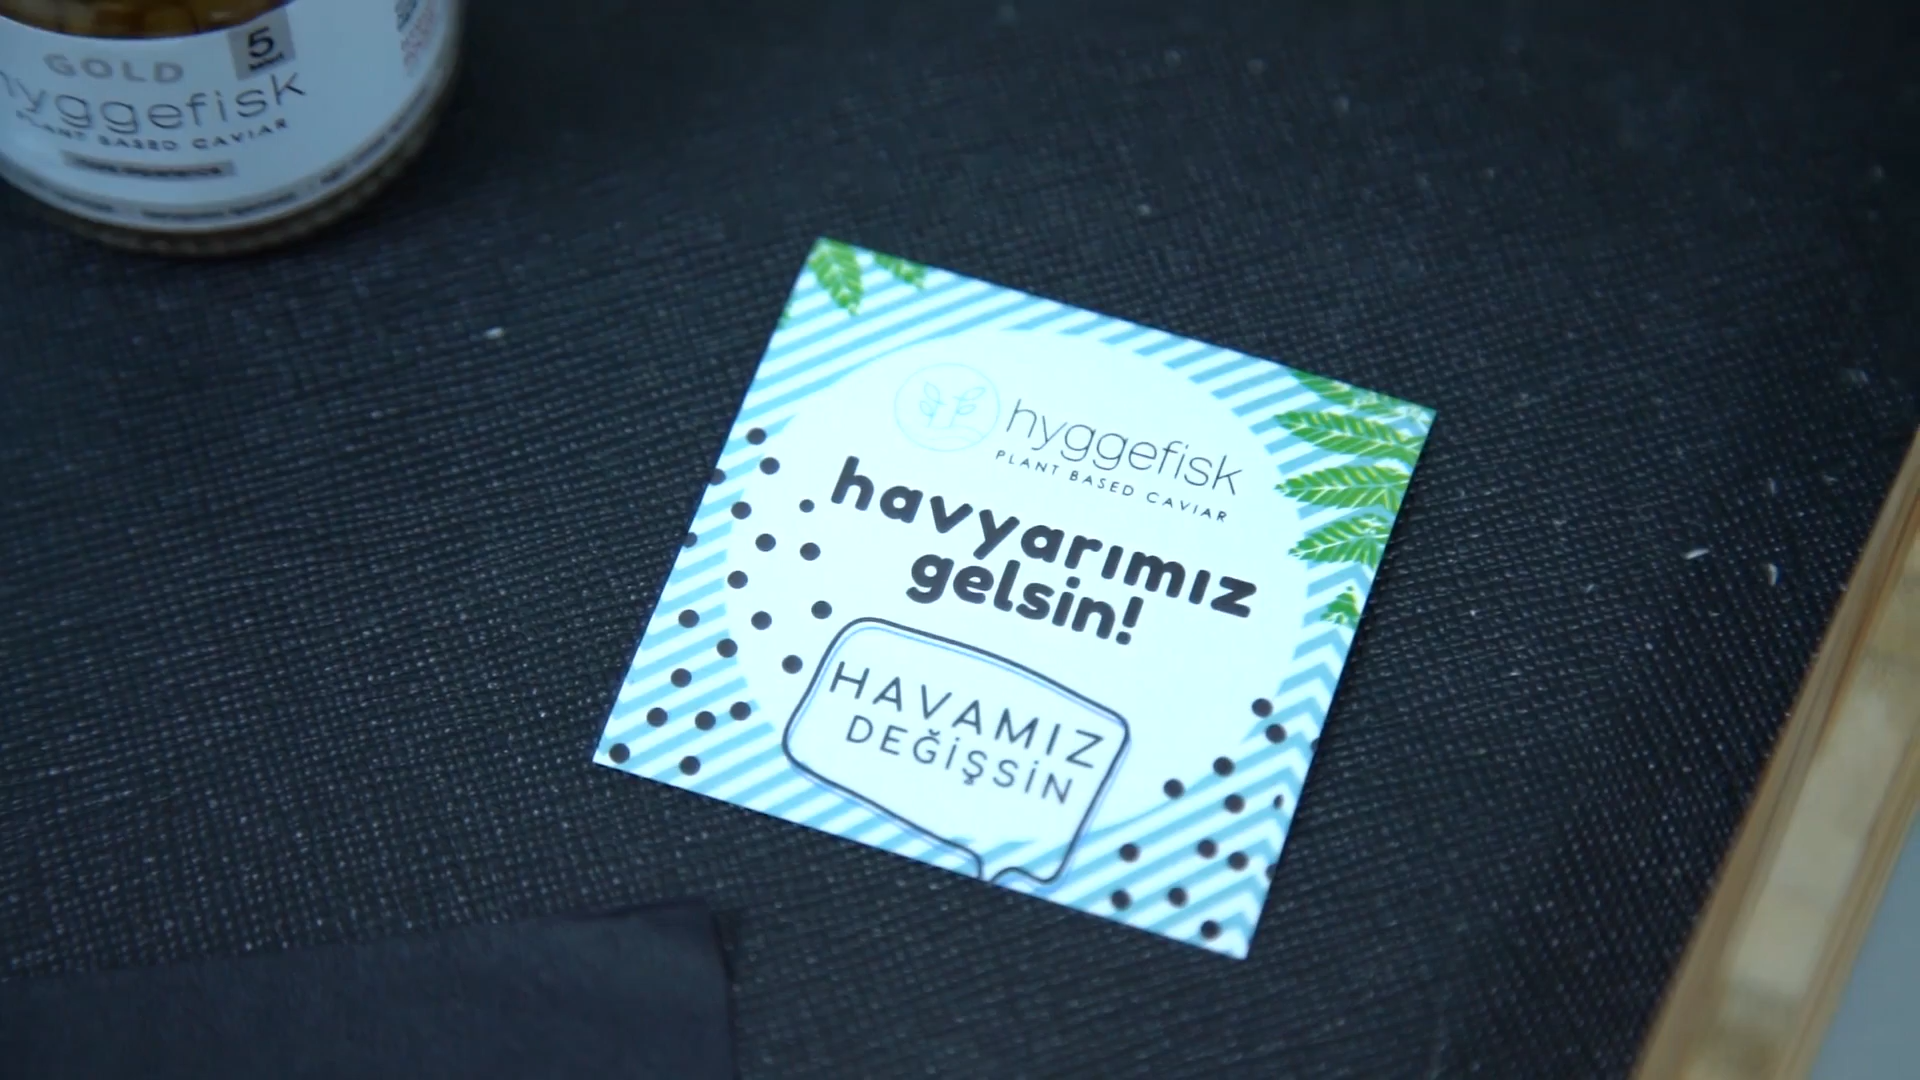 GOLD
5
hyggefisk
PLANT BASED CAVIAR
hyggefisk
PLANT BASED CAVIAR
havyarımız
gelsin!
HAVAMIZ
DEĞİŞSİN